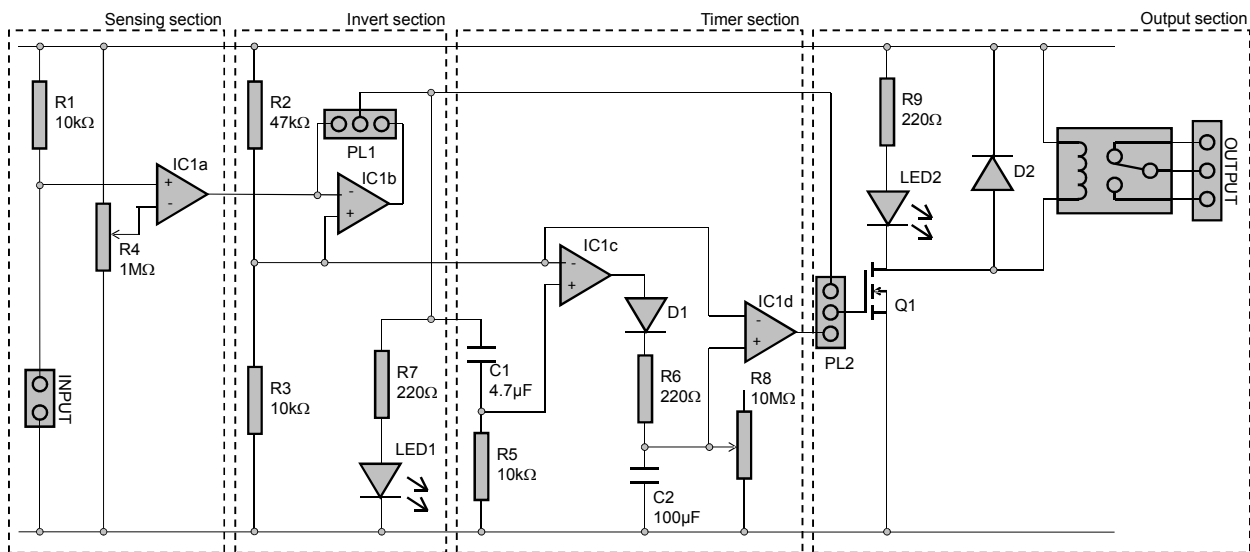 Sensing section
Invert section
Timer section
Output section
R1
10kΩ
IC1a
+
-
R4
1MΩ
INPUT
R2
47kΩ
PL1
IC1b
-
+
R3
10kΩ
R7
220Ω
LED1
IC1c
-
+
C1
4.7µF
R5
10kΩ
D1
R6
220Ω
C2
100µF
IC1d
-
+
R8
10MΩ
PL2
R9
220Ω
LED2
Q1
D2
OUTPUT